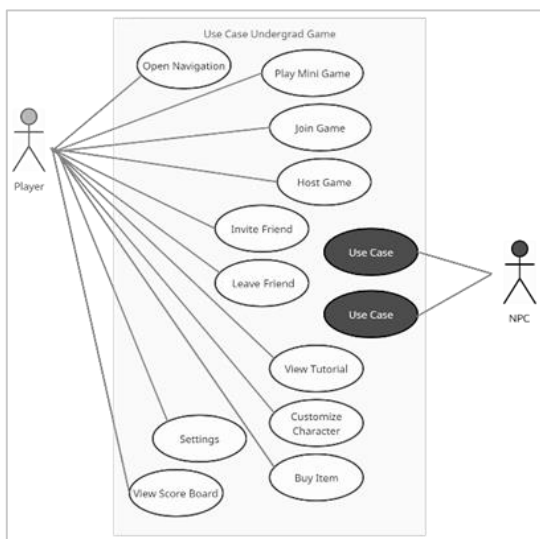 Use Case Undergrad Game
Open Navigation
Play Mini Game
Join Game
Player
Host Game
Invite Friend
Use Case
Leave Friend
Use Case
NPC
View Tutorial
Customize
Character
Settings
Buy Item
View Score Board